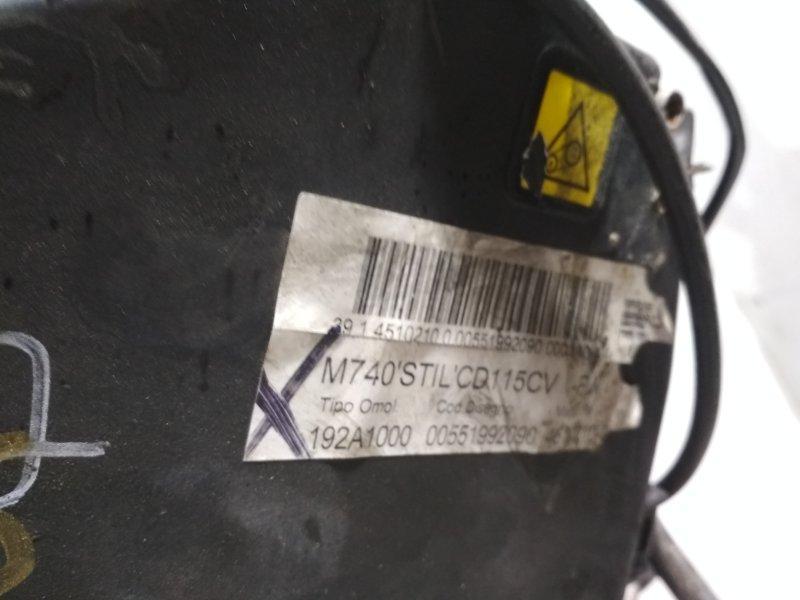 39 1 4510210 0 00551992090
M740'STIL'CD115CV
Tipo Omol. Cod.Disegno
192A1000 00551992090